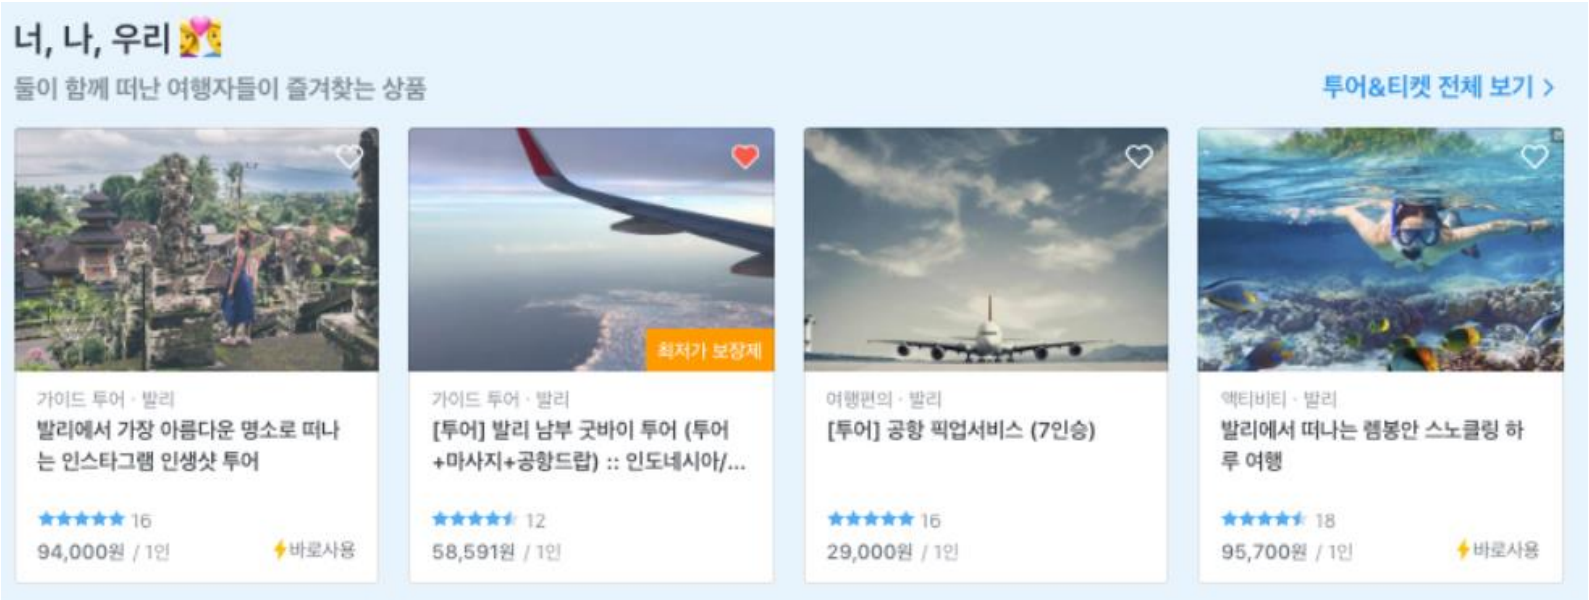 너, 나, 우리
둘이 함께 떠난 여행자들이 즐겨찾는 상품
투어&티켓 전체 보기 >
최저가 보장제
가이드 투어 · 발리
발리에서 가장 아름다운 명소로 떠나
는 인스타그램 인생샷 투어
16
94,000원 / 1인
바로사용
가이드 투어 · 발리
[투어] 발리 남부 굿바이 투어 (투어
+마사지+공항드랍) :: 인도네시아/...
12
58,591원 / 1인
여행편의 · 발리
[투어] 공항 픽업서비스 (7인승)
16
29,000원 / 1인
액티비티 · 발리
발리에서 떠나는 렘봉안 스노클링 하
루 여행
18
95,700원 / 1인
바로사용